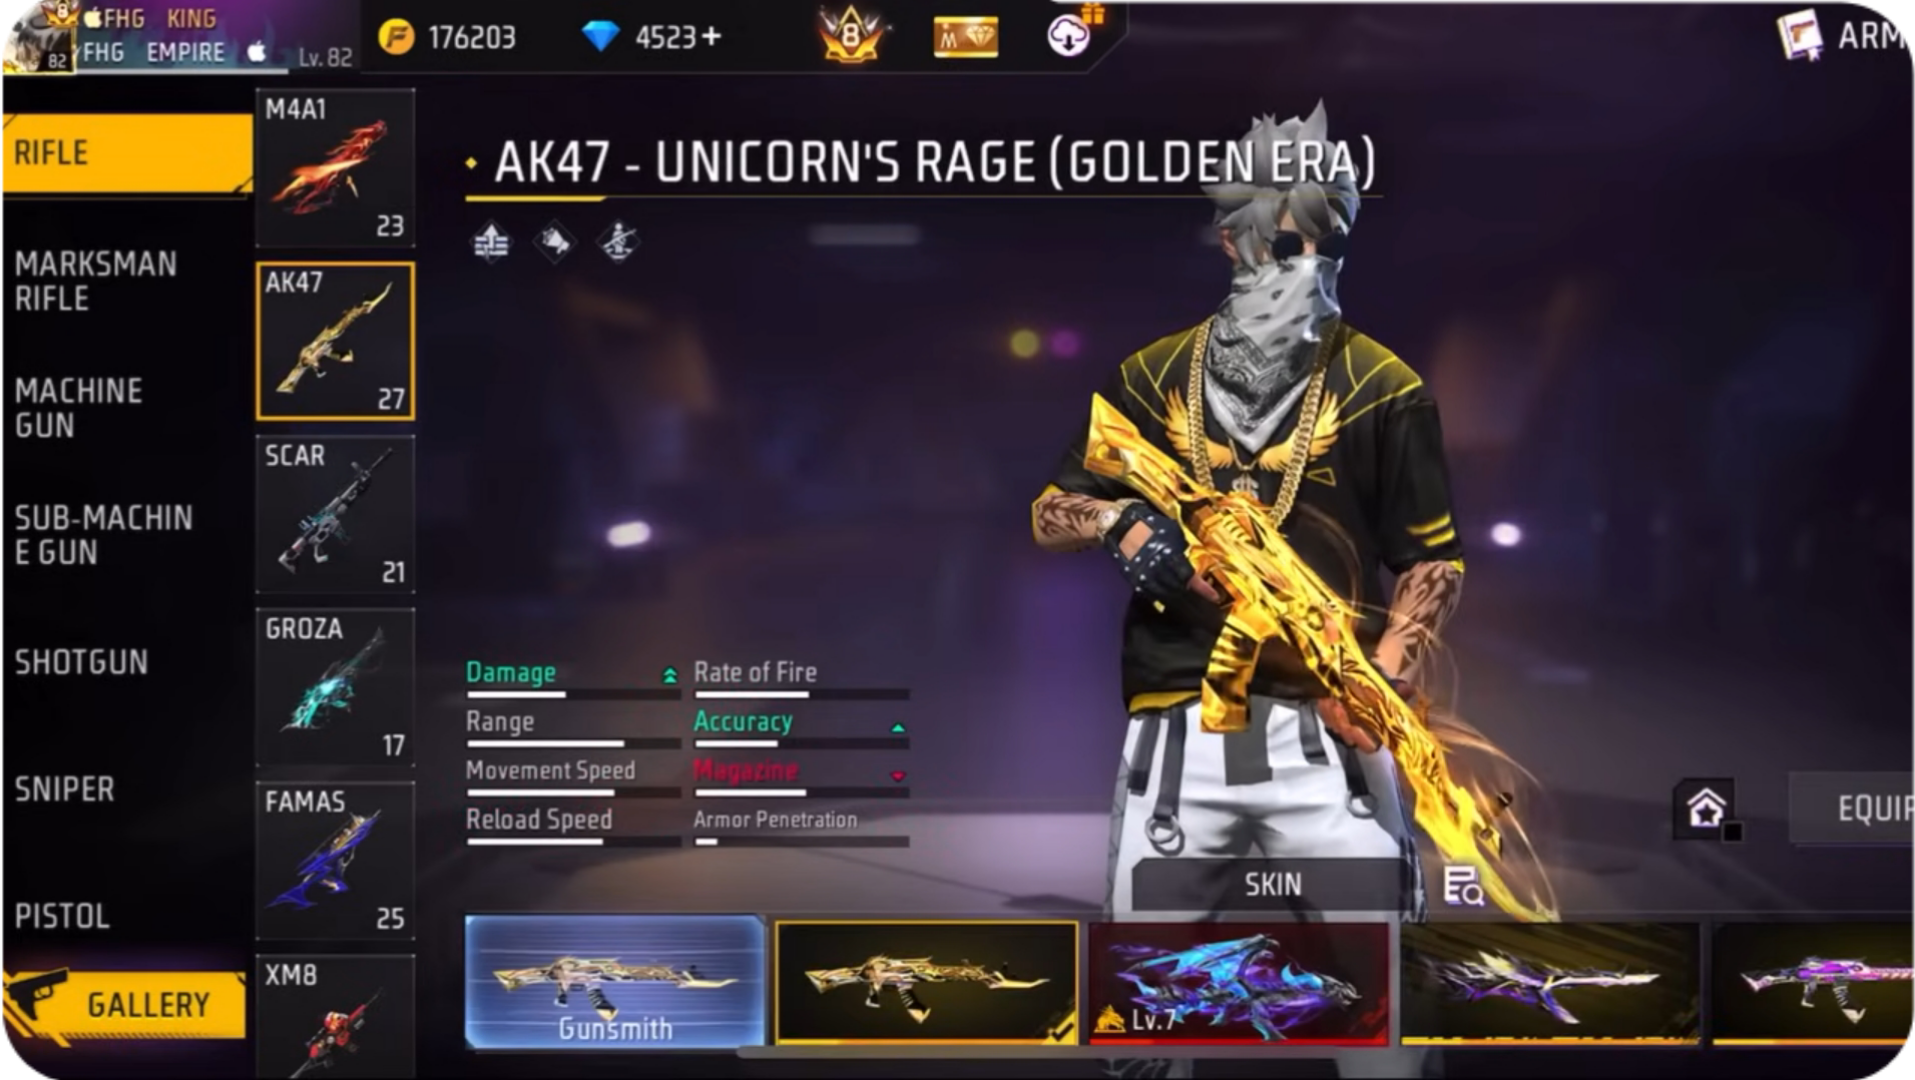 FHG KING
FHG EMPIRE
82
Lv. 82
176203
4523+
8
M
ARM
RIFLE
MARKSMAN
RIFLE
MACHINE
GUN
SUB-MACHIN
E GUN
SHOTGUN
SNIPER
PISTOL
GALLERY
M4A1
23
AK47
27
SCAR
21
GROZA
17
FAMAS
25
XM8
AK47 - UNICORN'S RAGE (GOLDEN ERA)
Damage
Rate of Fire
Range
Accuracy
Movement Speed
Magazine
Reload Speed
Armor Penetration
EQUIP
SKIN
Gunsmith
Lv.7